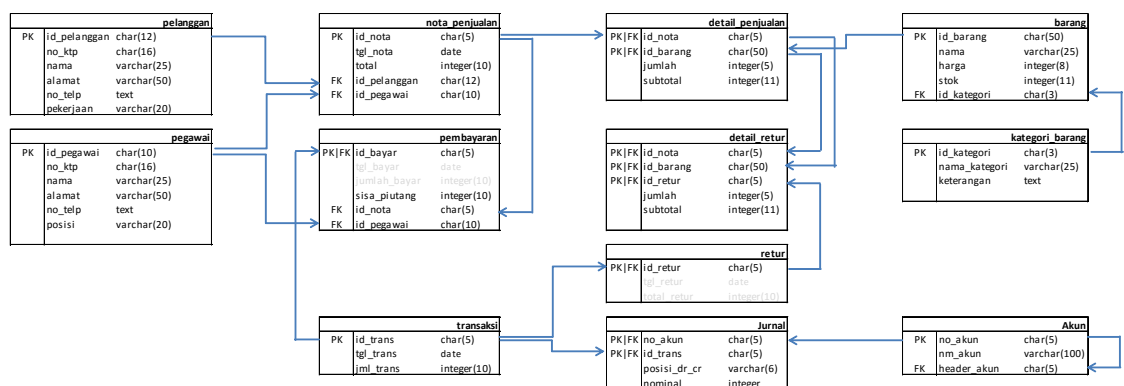 pelanggan
PK id_pelanggan char(12)
no_ktp char(16)
nama varchar(25)
alamat varchar(50)
no_telp text
pekerjaan varchar(20)
nota_penjualan
PK id_nota char(5)
tgl_nota date
total integer(10)
FK id_pelanggan char(12)
FK id_pegawai char(10)
detail_penjualan
PK|FK id_nota char(5)
PK|FK id_barang char(50)
jumlah integer(5)
subtotal integer(11)
barang
PK id_barang char(50)
nama varchar(25)
harga integer(8)
stok integer(11)
FK id_kategori char(3)
pegawai
PK id_pegawai char(10)
no_ktp char(16)
nama varchar(25)
alamat varchar(50)
no_telp text
posisi varchar(20)
pembayaran
PK|FK id_bayar char(5)
tgl_bayar date
jumlah_bayar integer(10)
sisa_piutang integer(10)
FK id_nota char(5)
FK id_pegawai char(10)
detail_retur
PK|FK id_nota char(5)
PK|FK id_barang char(50)
PK|FK id_retur char(5)
jumlah integer(5)
subtotal integer(11)
kategori_barang
PK id_kategori char(3)
nama_kategori varchar(25)
keterangan text
retur
PK|FK id_retur char(5)
tgl_retur date
total_retur integer(10)
transaksi
PK id_trans char(5)
tgl_trans date
jml_trans integer(10)
Jurnal
PK|FK no_akun char(5)
PK|FK id_trans char(5)
posisi_dr_cr varchar(6)
nominal integer
Akun
PK no_akun char(5)
nm_akun varchar(100)
FK header_akun char(5)